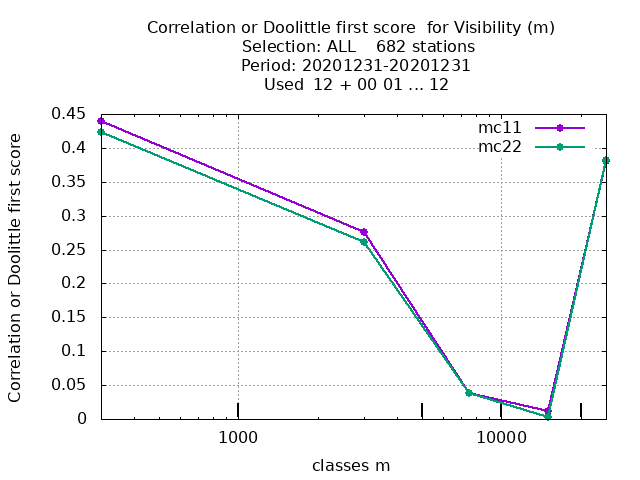 Correlation or Doolittle first score  for Visibility (m)
Selection: ALL    682 stations
Period: 20201231-20201231
Used  12 + 00 01 ... 12
mc11
mc22
Correlation or Doolittle first score
0.45
0.4
0.35
0.3
0.25
0.2
0.15
0.1
0.05
0
1000
10000
classes m